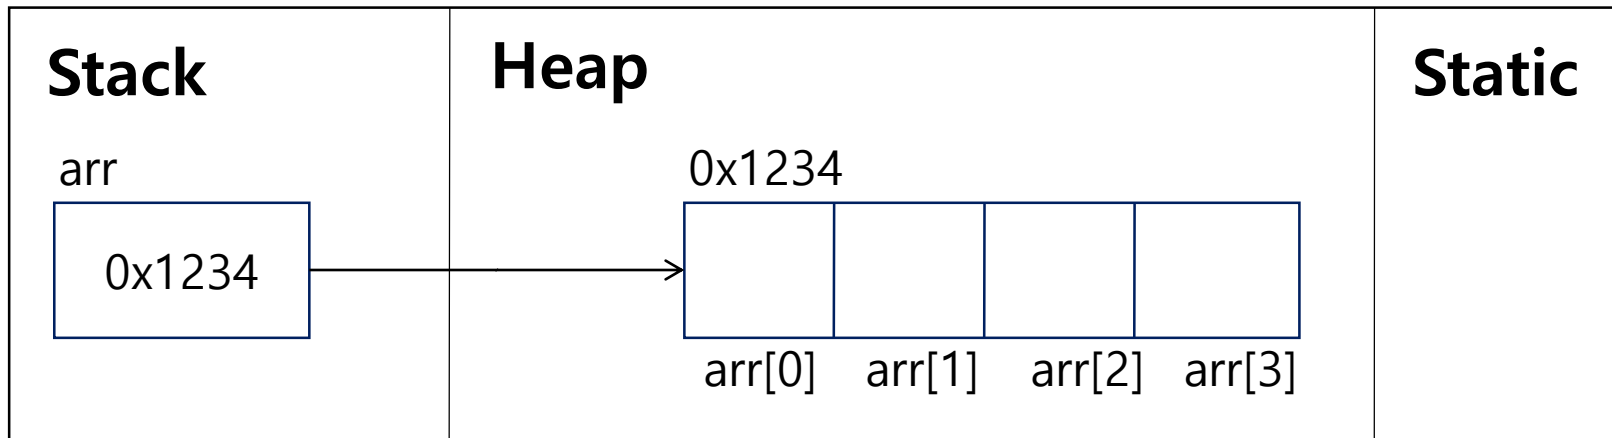 Stack
Heap
Static
arr
0x1234
0x1234
arr[0]
arr[1]
arr[2]
arr[3]